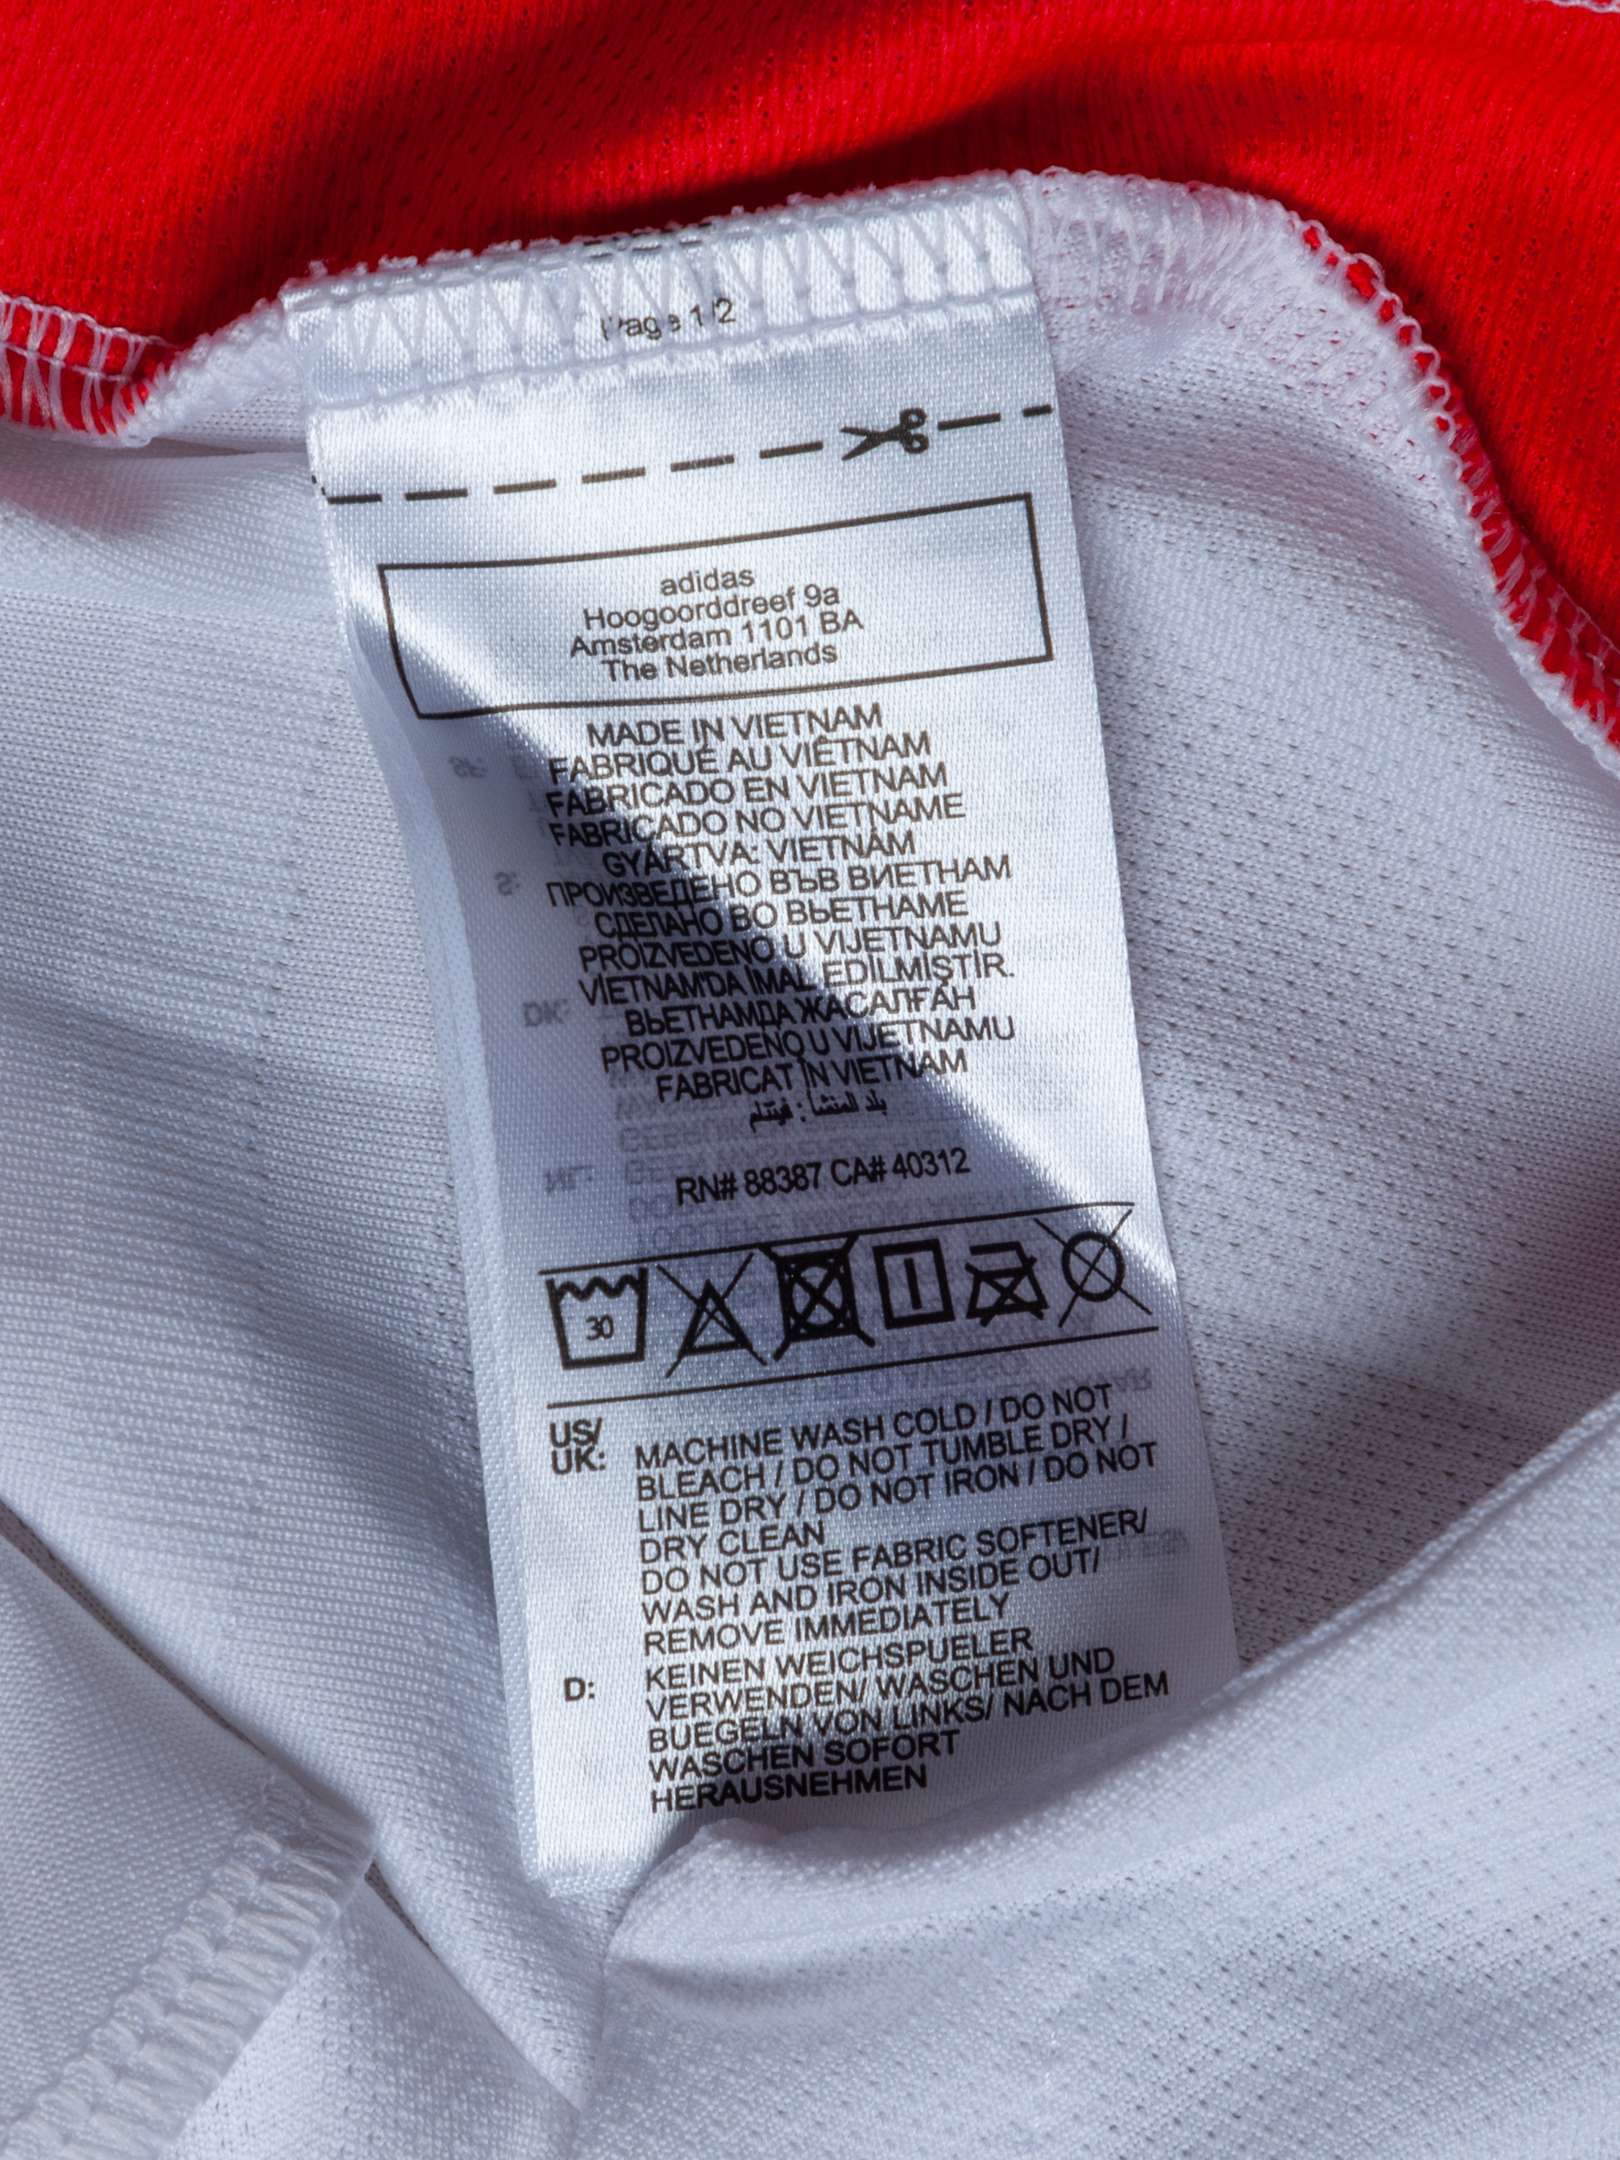 Page 1/2
adidas
Hoogoorddreef 9a
Amsterdam 1101 BA
The Netherlands
MADE IN VIETNAM
FABRIQUÉ AU VIÊTNAM
FABRICADO EN VIETNAM
FABRICADO NO VIETNAME
GYÁRTVA: VIETNÁM
ПРОИЗВЕДЕНО ВЪВ ВИЕТНАМ
СДЕЛАНО ВО ВЬЕТНАМЕ
PROIZVEDENO U VIJETNAMU
VİETNAM'DA İMAL EDİLMİŞTİR.
ВЬЕТНАМДА ЖАСАЛҒАН
PROIZVEDENO U VIJETNAMU
FABRICAT ÎN VIETNAM
بلد المنشأ : فيتنام
RN# 88387 CA# 40312
30
US/
UK: MACHINE WASH COLD / DO NOT
BLEACH / DO NOT TUMBLE DRY /
LINE DRY / DO NOT IRON / DO NOT
DRY CLEAN
DO NOT USE FABRIC SOFTENER/
WASH AND IRON INSIDE OUT/
REMOVE IMMEDIATELY
D: KEINEN WEICHSPUELER
VERWENDEN/ WASCHEN UND
BUEGELN VON LINKS/ NACH DEM
WASCHEN SOFORT
HERAUSNEHMEN